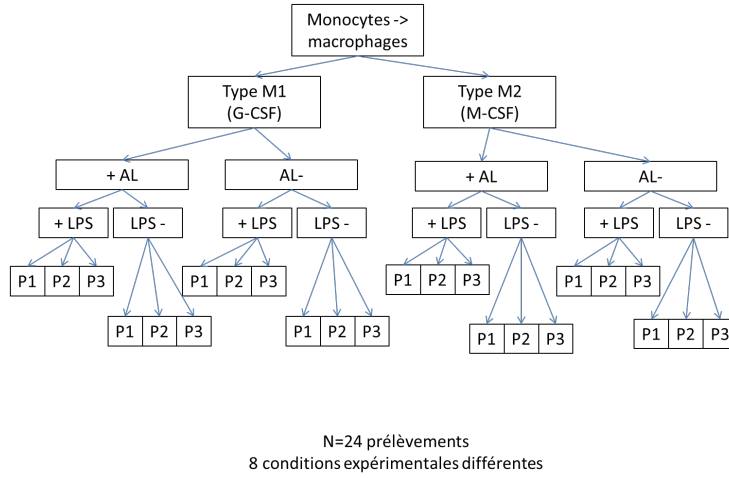 Monocytes ->
macrophages
Type M1
(G-CSF)
Type M2
(M-CSF)
+ AL
AL-
+ AL
AL-
+ LPS
LPS -
+ LPS
LPS -
+ LPS
LPS -
+ LPS
LPS -
P1 P2 P3
P1 P2 P3
P1 P2 P3
P1 P2 P3
P1 P2 P3
P1 P2 P3
P1 P2 P3
P1 P2 P3
N=24 prélèvements
8 conditions expérimentales différentes